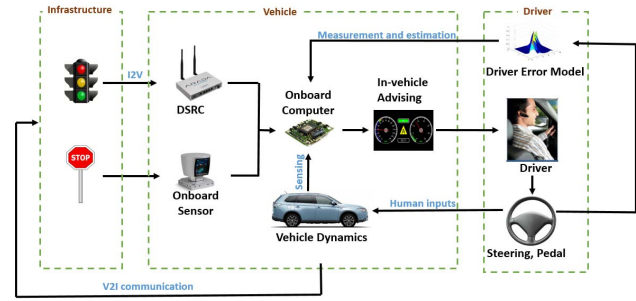 Infrastructure
Vehicle
Driver
I2V
DSRC
STOP
Onboard
Sensor
Onboard
Computer
Measurement and estimation
In-vehicle
Advising
Driver Error Model
Driver
Sensing
Human inputs
Vehicle Dynamics
Steering, Pedal
V2I communication